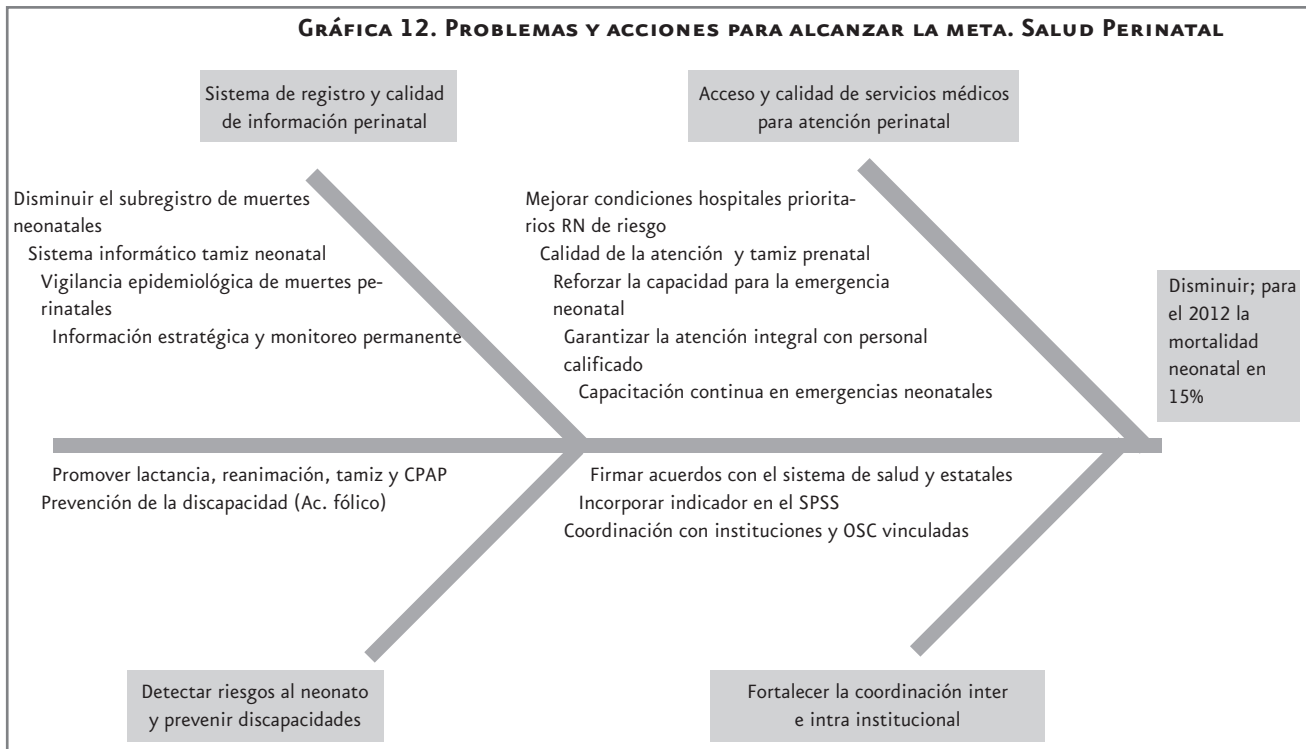 GRÁFICA 12. PROBLEMAS Y ACCIONES PARA ALCANZAR LA META. SALUD PERINATAL
Sistema de registro y calidad
de información perinatal
Acceso y calidad de servicios médicos
para atención perinatal
Disminuir el subregistro de muertes
neonatales
Sistema informático tamiz neonatal
Vigilancia epidemiológica de muertes pe-
rinatales
Información estratégica y monitoreo permanente
Mejorar condiciones hospitales priorita-
rios RN de riesgo
Calidad de la atención y tamiz prenatal
Reforzar la capacidad para la emergencia
neonatal
Garantizar la atención integral con personal
calificado
Capacitación continua en emergencias neonatales
Disminuir; para
el 2012 la
mortalidad
neonatal en
15%
Promover lactancia, reanimación, tamiz y CPAP
Prevención de la discapacidad (Ac. fólico)
Firmar acuerdos con el sistema de salud y estatales
Incorporar indicador en el SPSS
Coordinación con instituciones y OSC vinculadas
Detectar riesgos al neonato
y prevenir discapacidades
Fortalecer la coordinación inter
e intra institucional